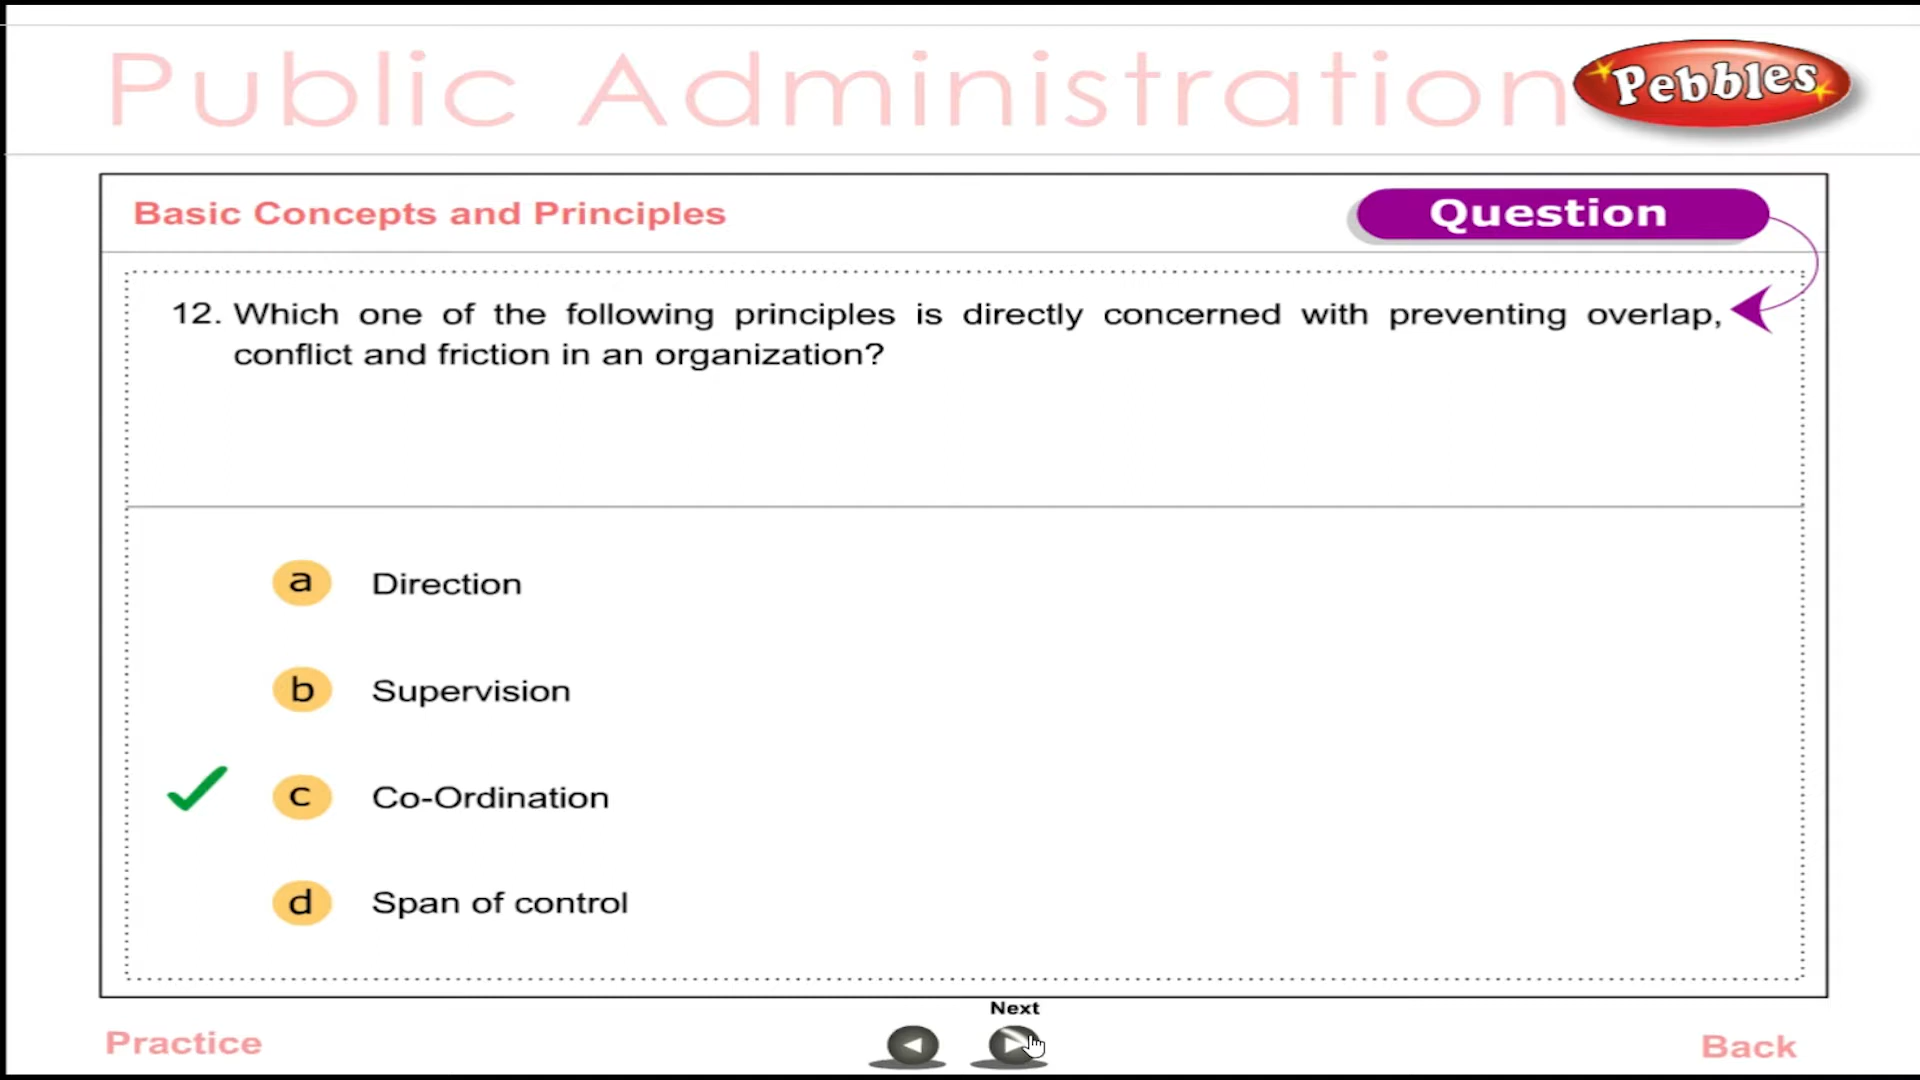 Public Administration
Pebbles
Basic Concepts and Principles
Question
12. Which one of the following principles is directly concerned with preventing overlap,
conflict and friction in an organization?
a Direction
b Supervision
c Co-Ordination
d Span of control
Next
Practice
Back